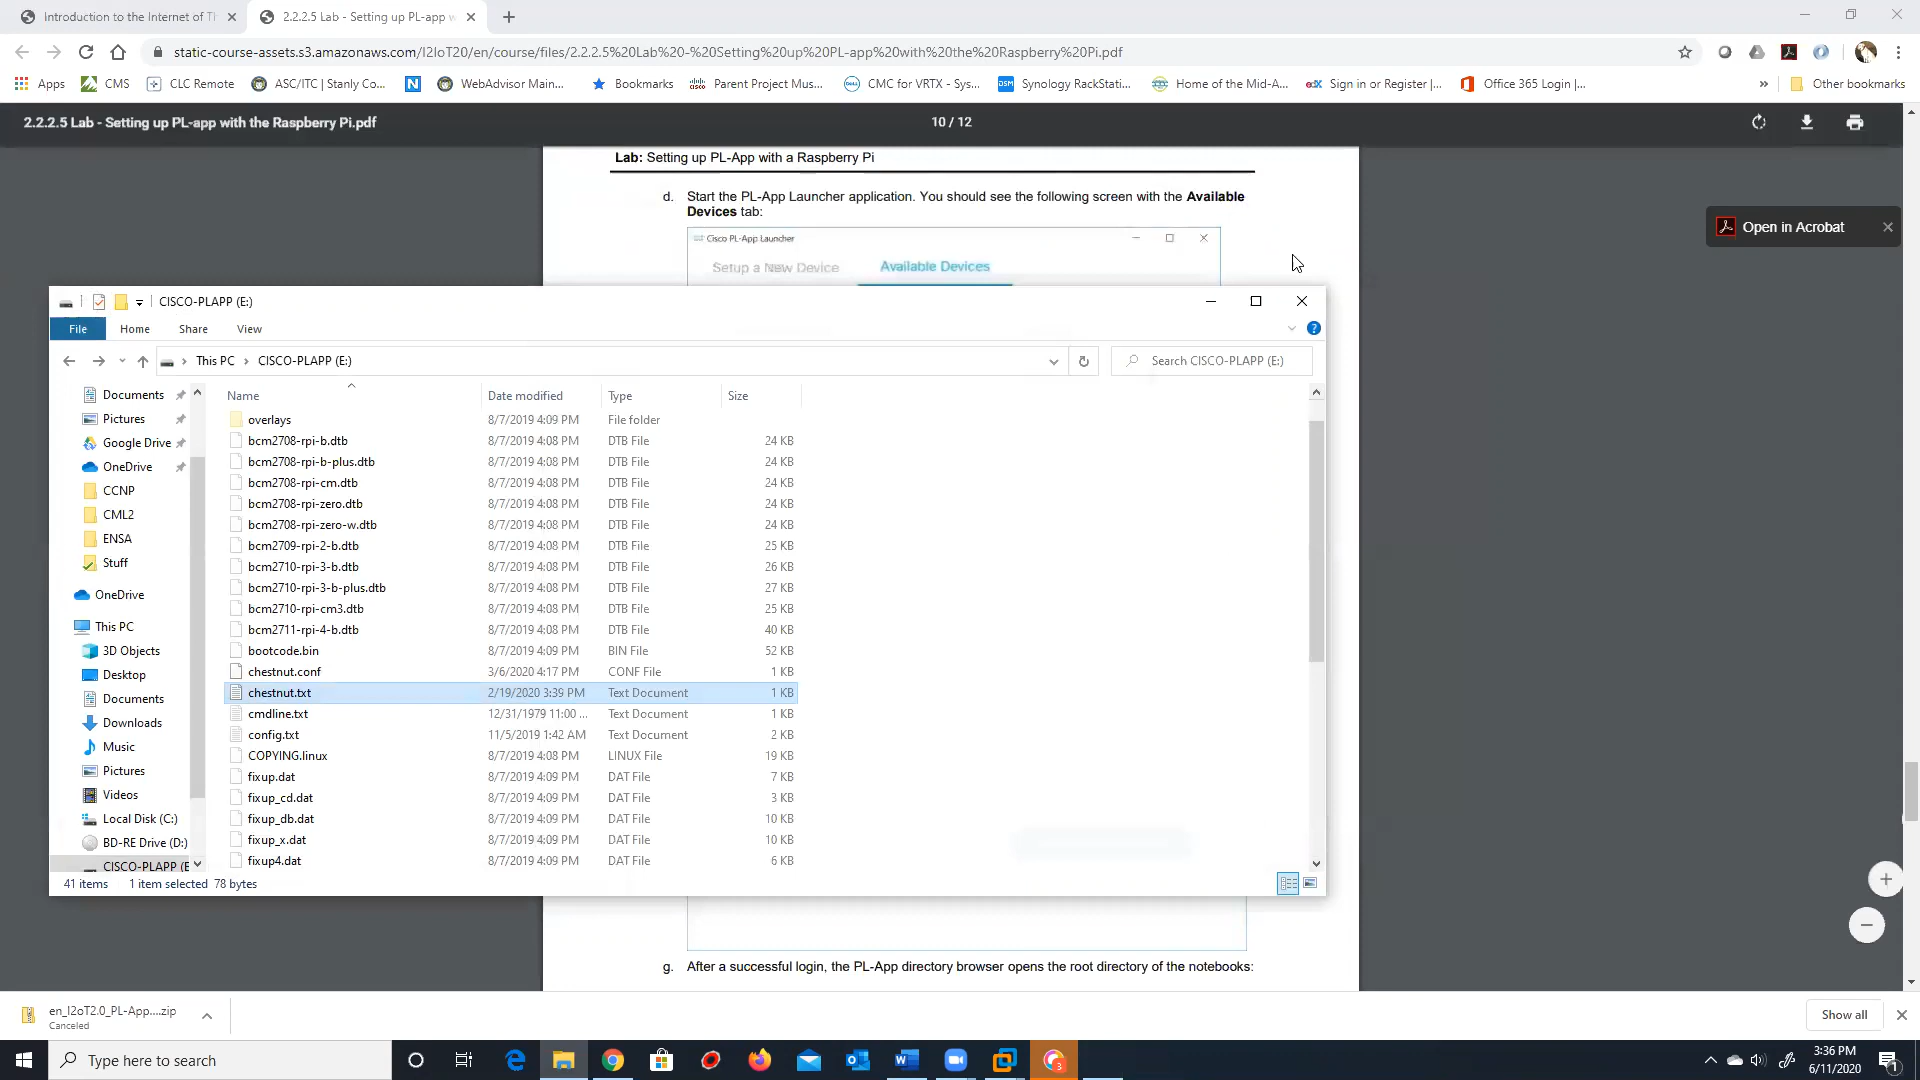 Introduction to the Internet of Th
2.2.2.5 Lab - Setting up PL-app w
static-course-assets.s3.amazonaws.com/I2IoT20/en/course/files/2.2.2.5%20Lab%20-%20Setting%20up%20PL-app%20with%20the%20Raspberry%20Pi.pdf
Apps CMS CLC Remote ASC/ITC | Stanly Co... WebAdvisor Main... Bookmarks Parent Project Mus... CMC for VRTX - Sys... Synology RackStati... Home of the Mid-A... Sign in or Register |... Office 365 Login |... » Other bookmarks
2.2.2.5 Lab - Setting up PL-app with the Raspberry Pi.pdf 10 / 12
Lab: Setting up PL-App with a Raspberry Pi
d. Start the PL-App Launcher application. You should see the following screen with the Available
Devices tab:
Open in Acrobat
Cisco PL-App Launcher
Setup a New Device Available Devices
CISCO-PLAPP (E:)
File Home Share View
This PC > CISCO-PLAPP (E:) Search CISCO-PLAPP (E:)
Documents
Pictures
Google Drive
OneDrive
CCNP
CML2
ENSA
Stuff
OneDrive
This PC
3D Objects
Desktop
Documents
Downloads
Music
Pictures
Videos
Local Disk (C:)
BD-RE Drive (D:)
CISCO-PLAPP (E
Name Date modified Type Size
overlays 8/7/2019 4:09 PM File folder
bcm2708-rpi-b.dtb 8/7/2019 4:08 PM DTB File 24 KB
bcm2708-rpi-b-plus.dtb 8/7/2019 4:08 PM DTB File 24 KB
bcm2708-rpi-cm.dtb 8/7/2019 4:08 PM DTB File 24 KB
bcm2708-rpi-zero.dtb 8/7/2019 4:08 PM DTB File 24 KB
bcm2708-rpi-zero-w.dtb 8/7/2019 4:08 PM DTB File 24 KB
bcm2709-rpi-2-b.dtb 8/7/2019 4:08 PM DTB File 25 KB
bcm2710-rpi-3-b.dtb 8/7/2019 4:08 PM DTB File 26 KB
bcm2710-rpi-3-b-plus.dtb 8/7/2019 4:08 PM DTB File 27 KB
bcm2710-rpi-cm3.dtb 8/7/2019 4:08 PM DTB File 25 KB
bcm2711-rpi-4-b.dtb 8/7/2019 4:08 PM DTB File 40 KB
bootcode.bin 8/7/2019 4:09 PM BIN File 52 KB
chestnut.conf 3/6/2020 4:17 PM CONF File 1 KB
chestnut.txt 2/19/2020 3:39 PM Text Document 1 KB
cmdline.txt 12/31/1979 11:00 ... Text Document 1 KB
config.txt 11/5/2019 1:42 AM Text Document 2 KB
COPYING.linux 8/7/2019 4:08 PM LINUX File 19 KB
fixup.dat 8/7/2019 4:09 PM DAT File 7 KB
fixup_cd.dat 8/7/2019 4:09 PM DAT File 3 KB
fixup_db.dat 8/7/2019 4:09 PM DAT File 10 KB
fixup_x.dat 8/7/2019 4:09 PM DAT File 10 KB
fixup4.dat 8/7/2019 4:09 PM DAT File 6 KB
41 items 1 item selected 78 bytes
g. After a successful login, the PL-App directory browser opens the root directory of the notebooks:
en_I2oT2.0_PL-App....zip
Canceled
Show all
Type here to search
3:36 PM
6/11/2020